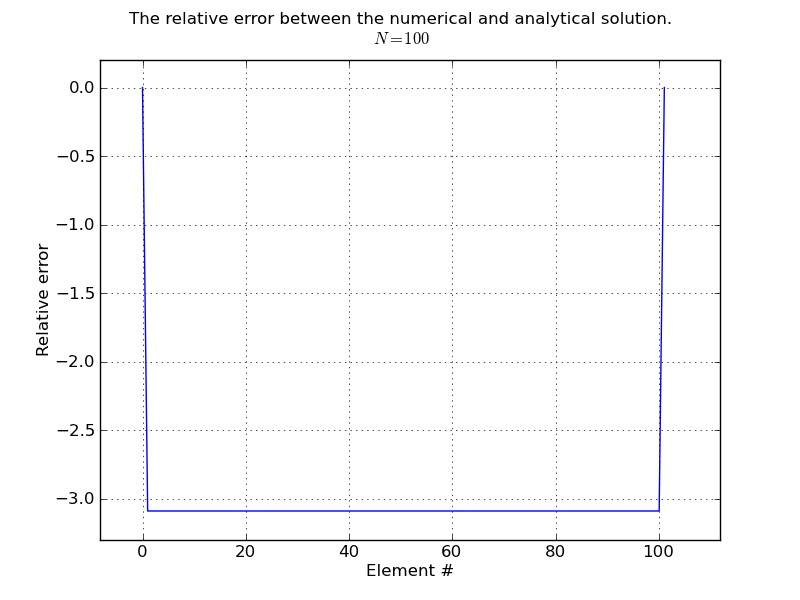 The relative error between the numerical and analytical solution.
N=100
0.0
−0.5
−1.0
−1.5
−2.0
−2.5
−3.0
Relative error
0 20 40 60 80 100
Element #